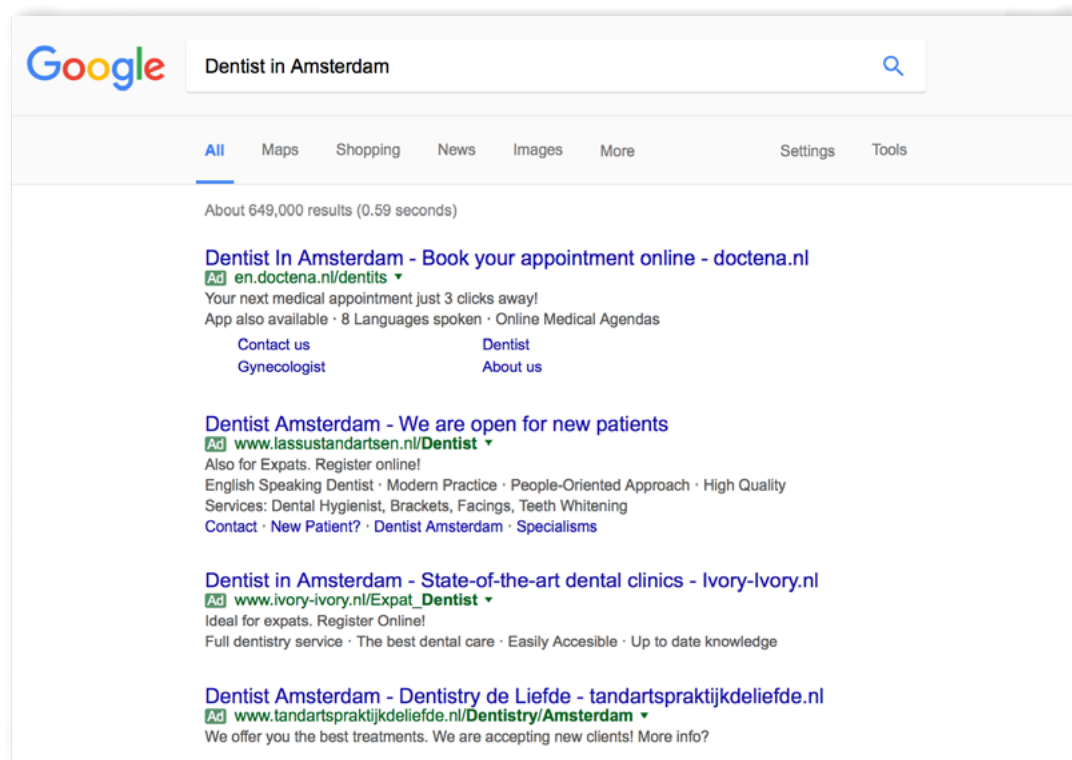 Google
Dentist in Amsterdam
All Maps Shopping News Images More Settings Tools
About 649,000 results (0.59 seconds)
Dentist In Amsterdam - Book your appointment online - doctena.nl
Ad en.doctena.nl/dentits
Your next medical appointment just 3 clicks away!
App also available · 8 Languages spoken · Online Medical Agendas
Contact us Dentist
Gynecologist About us
Dentist Amsterdam - We are open for new patients
Ad www.lassustandartsen.nl/Dentist
Also for Expats. Register online!
English Speaking Dentist · Modern Practice · People-Oriented Approach · High Quality
Services: Dental Hygienist, Brackets, Facings, Teeth Whitening
Contact · New Patient? · Dentist Amsterdam · Specialisms
Dentist in Amsterdam - State-of-the-art dental clinics - Ivory-Ivory.nl
Ad www.ivory-ivory.nl/Expat_Dentist
Ideal for expats. Register Online!
Full dentistry service · The best dental care · Easily Accesible · Up to date knowledge
Dentist Amsterdam - Dentistry de Liefde - tandartspraktijkdeliefde.nl
Ad www.tandartspraktijkdeliefde.nl/Dentistry/Amsterdam
We offer you the best treatments. We are accepting new clients! More info?